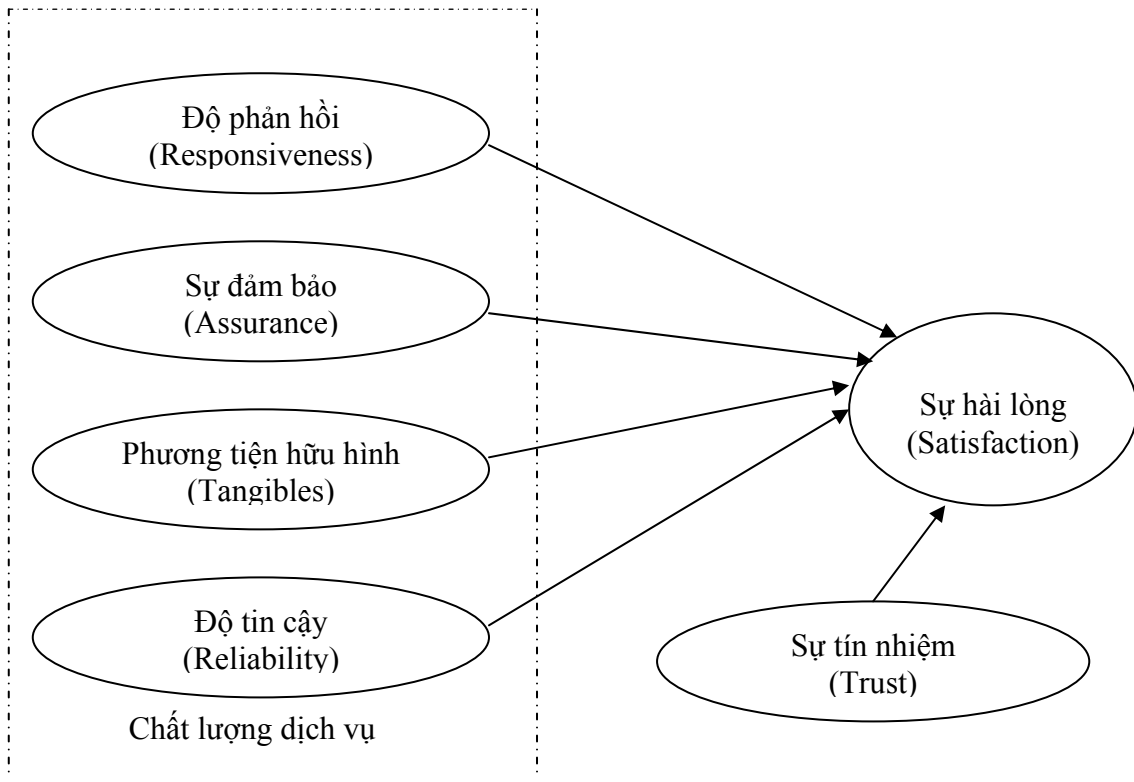 Độ phản hồi
(Responsiveness)
Sự đảm bảo
(Assurance)
Phương tiện hữu hình
(Tangibles)
Độ tin cậy
(Reliability)
Chất lượng dịch vụ
Sự hài lòng
(Satisfaction)
Sự tín nhiệm
(Trust)